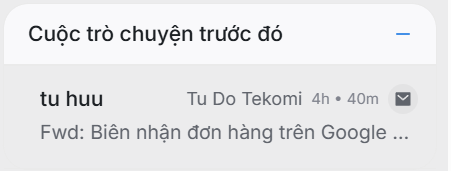 Cuộc trò chuyện trước đó
tu huu Tu Do Tekomi 4h • 40m
Fwd: Biên nhận đơn hàng trên Google ...